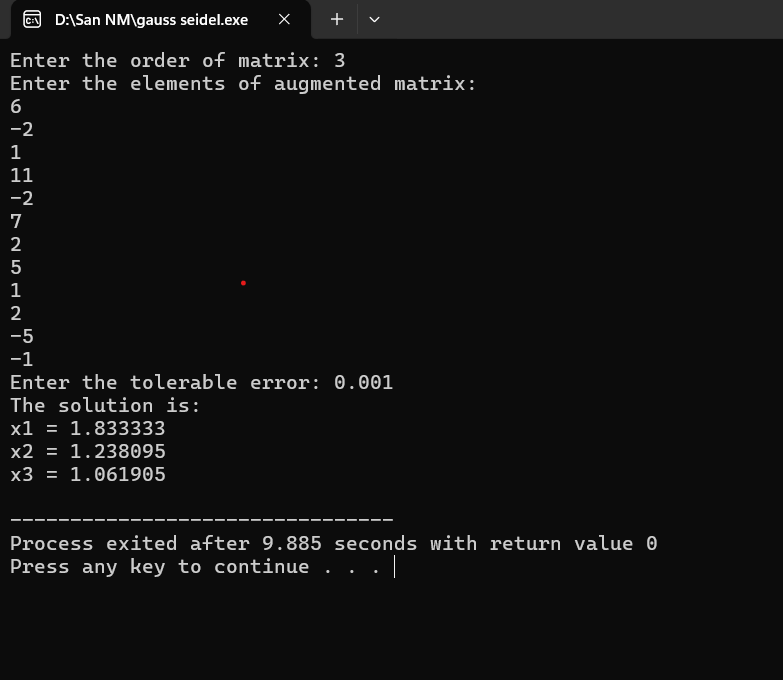 D:\San NM\gauss seidel.exe
Enter the order of matrix: 3
Enter the elements of augmented matrix:
6
-2
1
11
-2
7
2
5
1
2
-5
-1
Enter the tolerable error: 0.001
The solution is:
x1 = 1.833333
x2 = 1.238095
x3 = 1.061905
--------------------------------
Process exited after 9.885 seconds with return value 0
Press any key to continue . . .